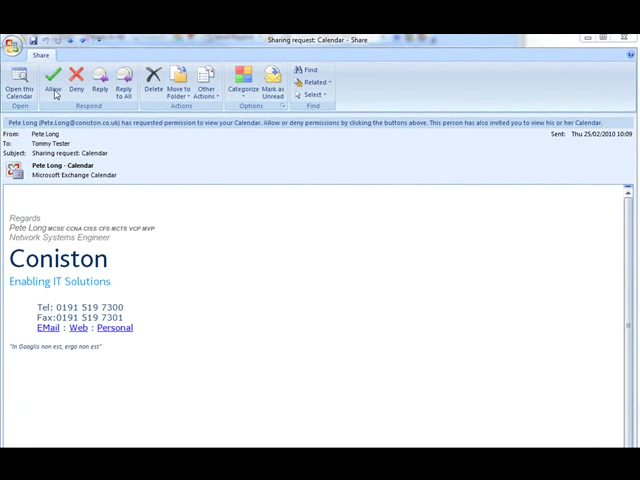 Sharing request: Calendar - Share
Share
Open this Calendar
Allow
Deny
Reply
Reply to All
Delete
Move to Folder
Other Actions
Categorize
Mark as Unread
Find
Related
Select
Open
Respond
Actions
Options
Find
Pete Long (Pete.Long@coniston.co.uk) has requested permission to view your Calendar. Allow or deny permissions by clicking the buttons above. This person has also invited you to view his or her Calendar.
From: Pete Long
Sent: Thu 25/02/2010 10:09
To: Tommy Tester
Subject: Sharing request: Calendar
Pete Long - Calendar
Microsoft Exchange Calendar
Regards
Pete Long MCSE CCNA CISS CFS MCTS VCP MVP
Network Systems Engineer
Coniston
Enabling IT Solutions
Tel: 0191 519 7300
Fax:0191 519 7301
EMail : Web : Personal
"In Googlis non est, ergo non est"